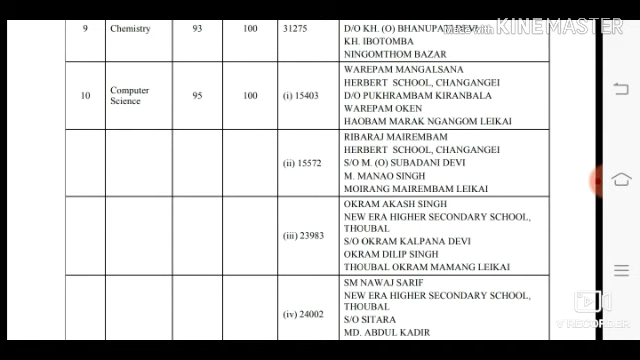 Made with KINEMASTER
9 Chemistry 93 100 31275 D/O KH. (O) BHANUPATI DEVI
KH. IBOTOMBA
NINGOMTHOM BAZAR
10 Computer Science 95 100 (i) 15403 WAREPAM MANGALSANA
HERBERT SCHOOL, CHANGANGEI
D/O PUKHRAMBAM KIRANBALA
WAREPAM OKEN
HAOBAM MARAK NGANGOM LEIKAI
(ii) 15572 RIBARAJ MAIREMBAM
HERBERT SCHOOL, CHANGANGEI
S/O M. (O) SUBADANI DEVI
M. MANAO SINGH
MOIRANG MAIREMBAM LEIKAI
(iii) 23983 OKRAM AKASH SINGH
NEW ERA HIGHER SECONDARY SCHOOL,
THOUBAL
S/O OKRAM KALPANA DEVI
OKRAM DILIP SINGH
THOUBAL OKRAM MAMANG LEIKAI
(iv) 24002 SM NAWAJ SARIF
NEW ERA HIGHER SECONDARY SCHOOL,
THOUBAL
S/O SITARA
MD. ABDUL KADIR
V RECORDER